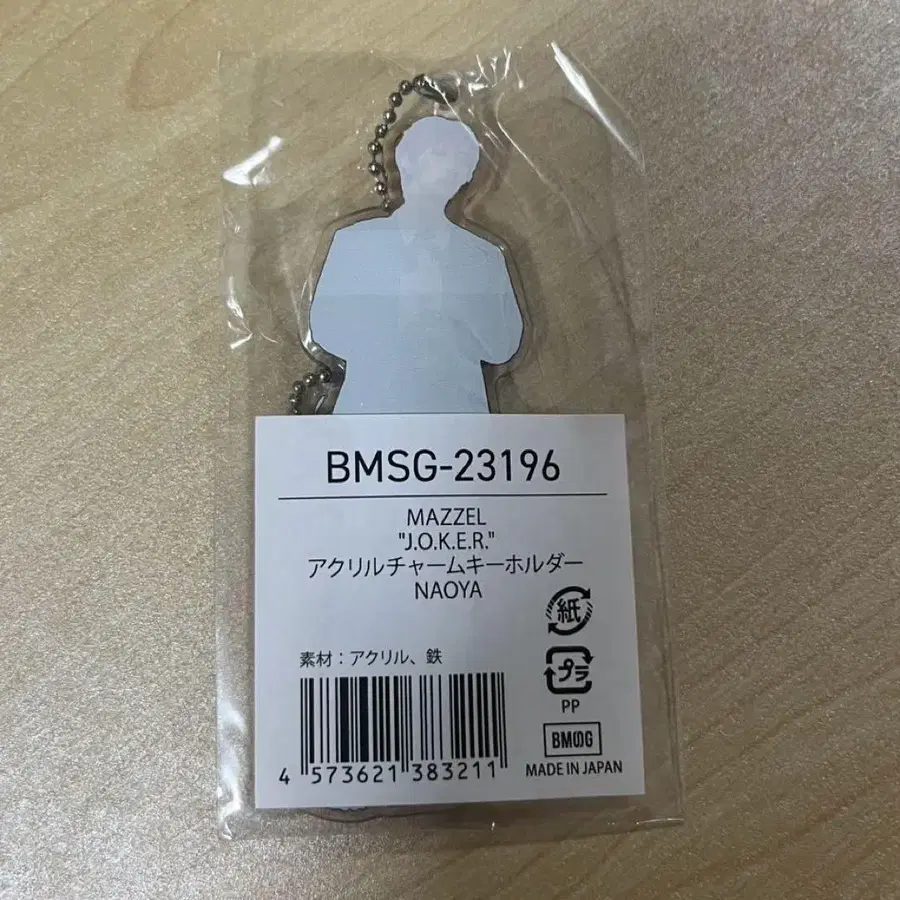 BMSG-23196
MAZZEL
"J.O.K.E.R."
アクリルチャームキーホルダー
NAOYA
紙
素材：アクリル、鉄
プラ
PP
BMSG
4 573621 383211
MADE IN JAPAN